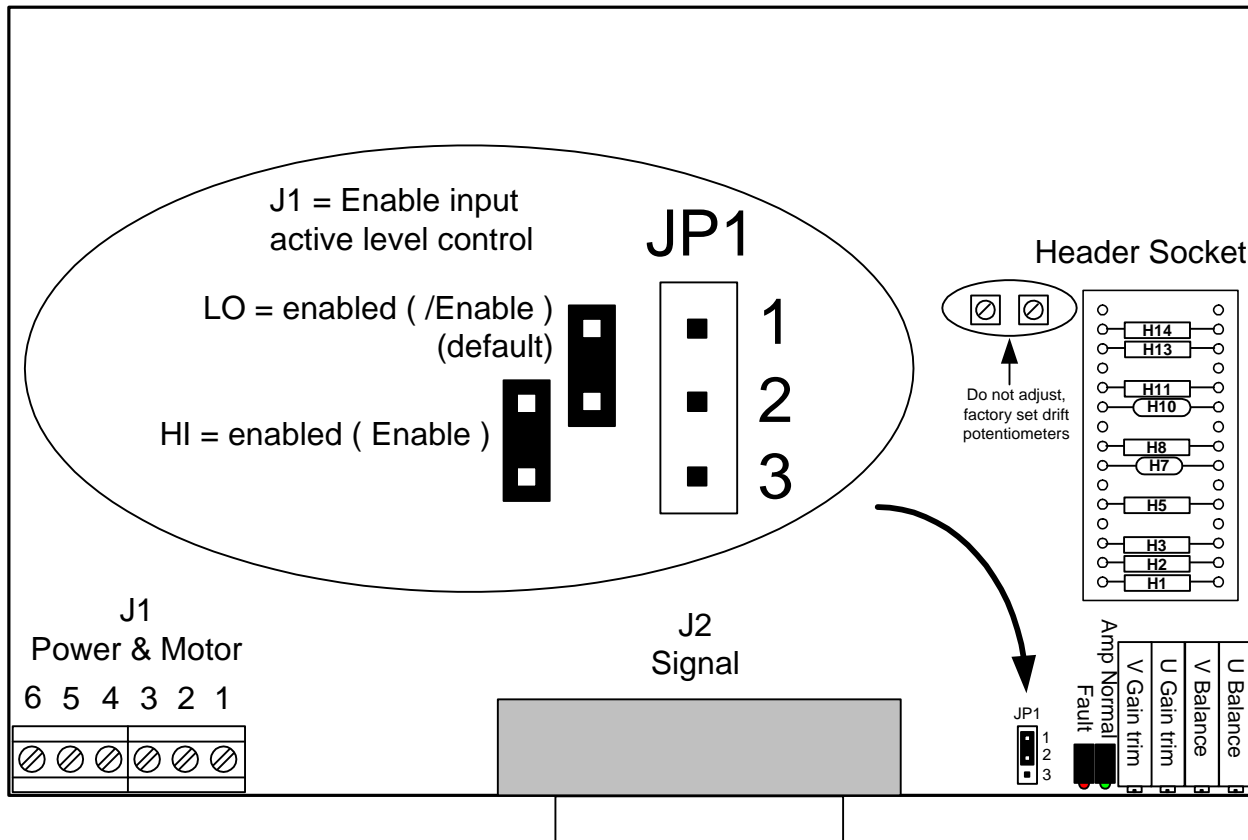 J1 = Enable input
active level control
JP1
LO = enabled ( /Enable )
(default)
HI = enabled ( Enable )
1
2
3
Header Socket
Do not adjust,
factory set drift
potentiometers
H14
H13
H11
H10
H8
H7
H5
H3
H2
H1
J1
Power & Motor
6 5 4 3 2 1
J2
Signal
JP1
1
2
3
Fault
Amp Normal
V Gain trim
U Gain trim
V Balance
U Balance